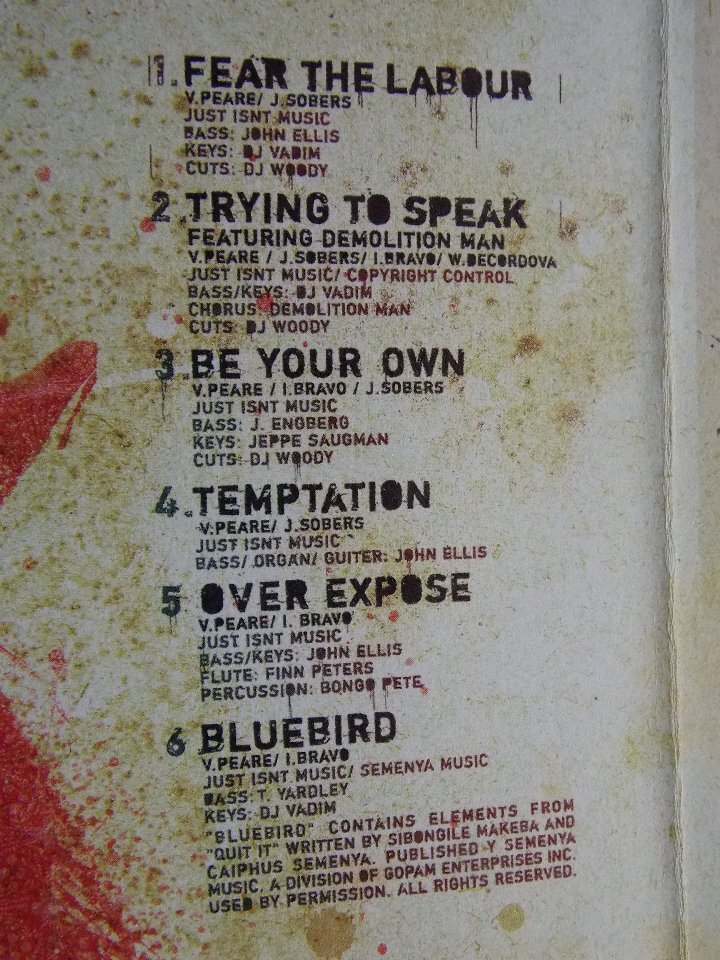 1. FEAR THE LABOUR
V.PEARE/ J.SOBERS
JUST ISNT MUSIC
BASS: JOHN ELLIS
KEYS: DJ VADIM
CUTS: DJ WOODY
2. TRYING TO SPEAK
FEATURING DEMOLITION MAN
V.PEARE / J.SOBERS/ I.BRAVO/ W.DECORDOVA
JUST ISNT MUSIC/ COPYRIGHT CONTROL
BASS/KEYS: DJ VADIM
CHORUS: DEMOLITION MAN
CUTS: DJ WOODY
3. BE YOUR OWN
V.PEARE / I.BRAVO / J.SOBERS
JUST ISNT MUSIC
BASS: J. ENGBERG
KEYS: JEPPE SAUGMAN
CUTS: DJ WOODY
4. TEMPTATION
V.PEARE/ J.SOBERS
JUST ISNT MUSIC
BASS/ ORGAN/ GUITER: JOHN ELLIS
5 OVER EXPOSE
V.PEARE/ I. BRAVO
JUST ISNT MUSIC
BASS/KEYS: JOHN ELLIS
FLUTE: FINN PETERS
PERCUSSION: BONGO PETE
6 BLUEBIRD
V.PEARE/ I.BRAVO
JUST ISNT MUSIC/ SEMENYA MUSIC
BASS: T. YARDLEY
KEYS: DJ VADIM
"BLUEBIRD" CONTAINS ELEMENTS FROM
"QUIT IT" WRITTEN BY SIBONGILE MAKEBA AND
CAIPHUS SEMENYA. PUBLISHED Y SEMENYA
MUSIC. A DIVISION OF GOPAM ENTERPRISES INC.
USED BY PERMISSION. ALL RIGHTS RESERVED.